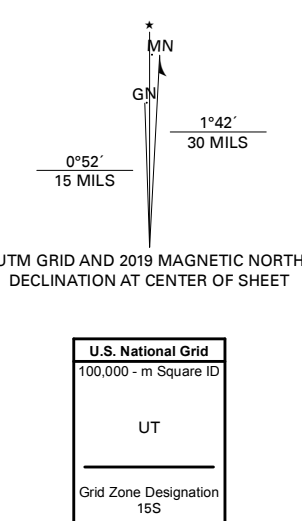 MN
GN
1°42´
30 MILS
0°52´
15 MILS
UTM GRID AND 2019 MAGNETIC NORTH
DECLINATION AT CENTER OF SHEET
U.S. National Grid
100,000 - m Square ID
UT
Grid Zone Designation
15S